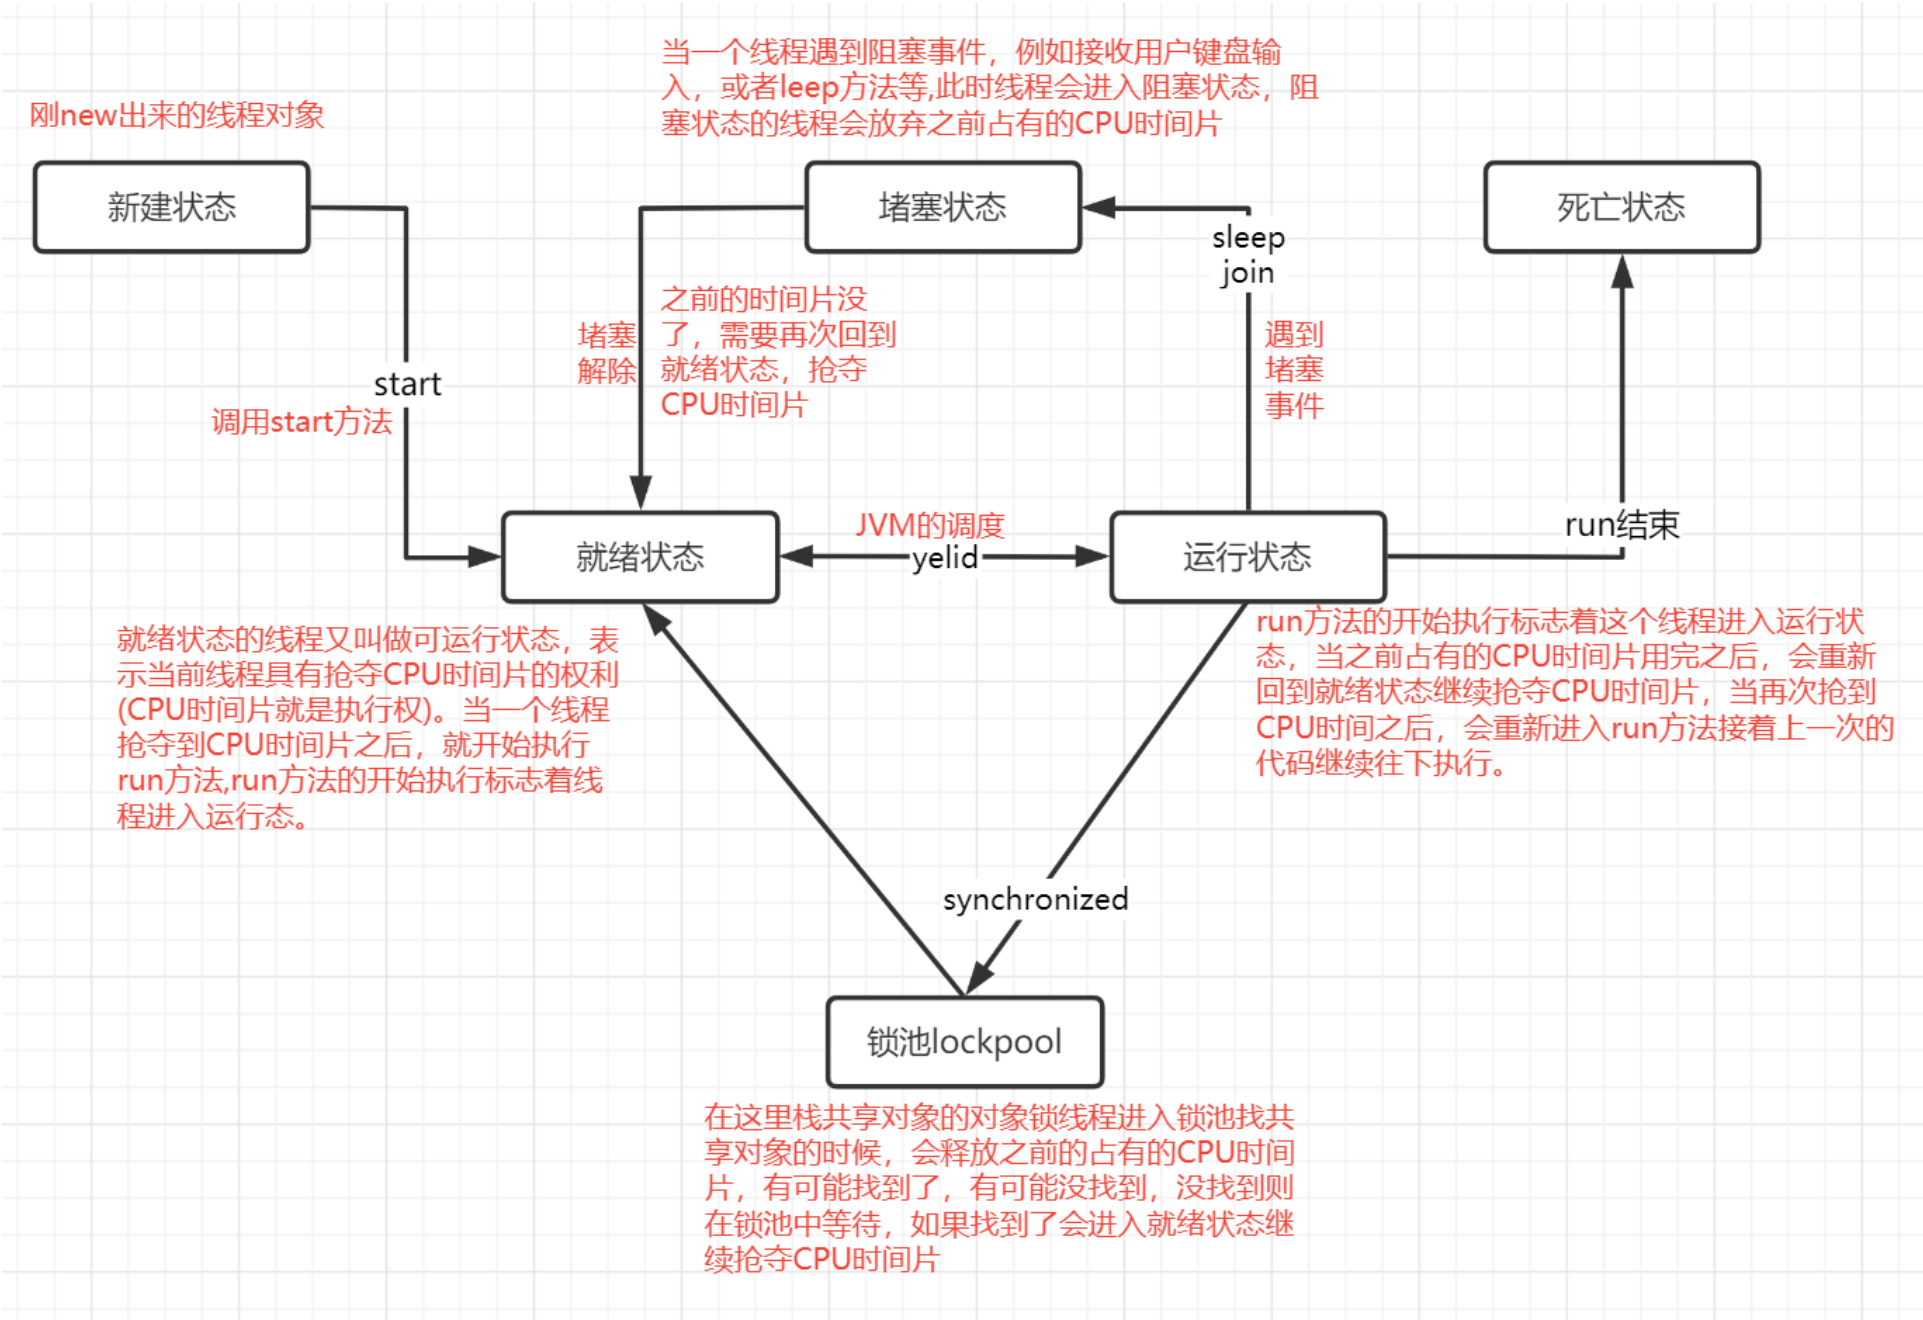 当一个线程遇到阻塞事件，例如接收用户键盘输
入，或者leep方法等,此时线程会进入阻塞状态，阻
塞状态的线程会放弃之前占有的CPU时间片
刚new出来的线程对象
新建状态
堵塞状态
死亡状态
sleep
join
之前的时间片没
了，需要再次回到
就绪状态，抢夺
CPU时间片
堵塞
解除
遇到
堵塞
事件
start
调用start方法
JVM的调度
yelid
run结束
就绪状态
运行状态
就绪状态的线程又叫做可运行状态，表
示当前线程具有抢夺CPU时间片的权利
(CPU时间片就是执行权)。当一个线程
抢夺到CPU时间片之后，就开始执行
run方法,run方法的开始执行标志着线
程进入运行态。
run方法的开始执行标志着这个线程进入运行状
态，当之前占有的CPU时间片用完之后，会重新
回到就绪状态继续抢夺CPU时间片，当再次抢到
CPU时间之后，会重新进入run方法接着上一次的
代码继续往下执行。
synchronized
锁池lockpool
在这里栈共享对象的对象锁线程进入锁池找共
享对象的时候，会释放之前的占有的CPU时间
片，有可能找到了，有可能没找到，没找到则
在锁池中等待，如果找到了会进入就绪状态继
续抢夺CPU时间片